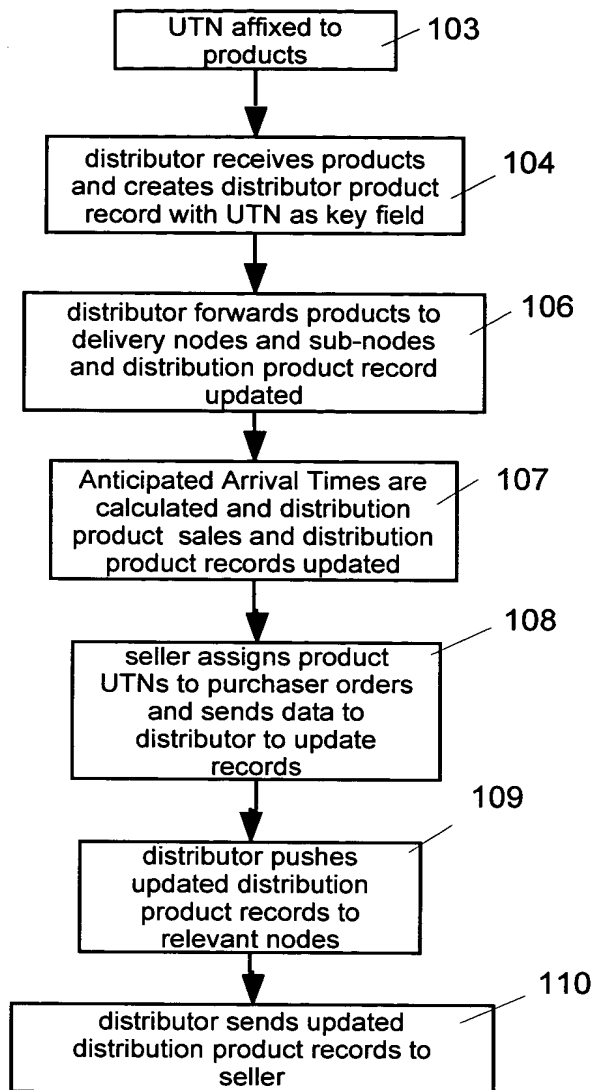 UTN affixed to
products
103
distributor receives products
and creates distributor product
record with UTN as key field
104
distributor forwards products to
delivery nodes and sub-nodes
and distribution product record
updated
106
Anticipated Arrival Times are
calculated and distribution
product sales and distribution
product records updated
107
seller assigns product
UTNs to purchaser orders
and sends data to
distributor to update
records
108
distributor pushes
updated distribution
product records to
relevant nodes
109
distributor sends updated
distribution product records to
seller
110